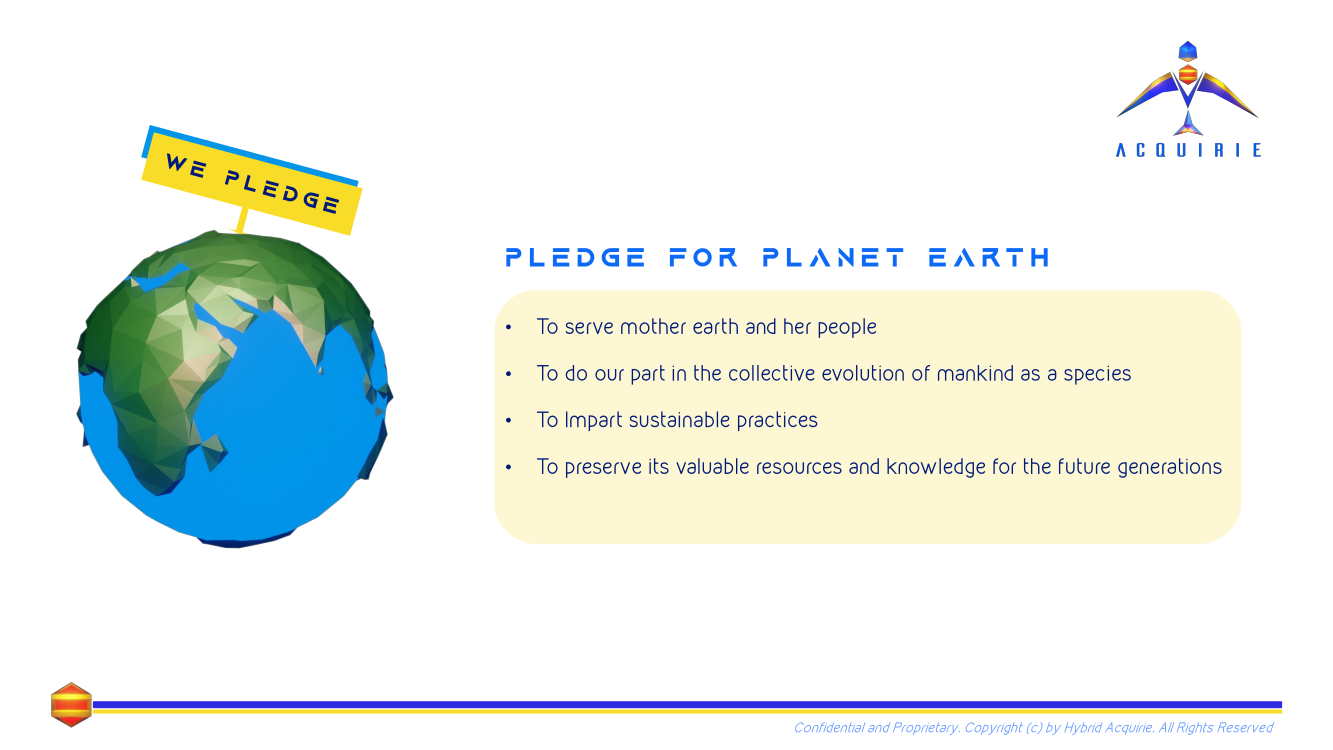 ACQUIRIE
WE PLEDGE
PLEDGE FOR PLANET EARTH
• To serve mother earth and her people
• To do our part in the collective evolution of mankind as a species
• To Impart sustainable practices
• To preserve its valuable resources and knowledge for the future generations
Confidential and Proprietary. Copyright (c) by Hybrid Acquirie. All Rights Reserved